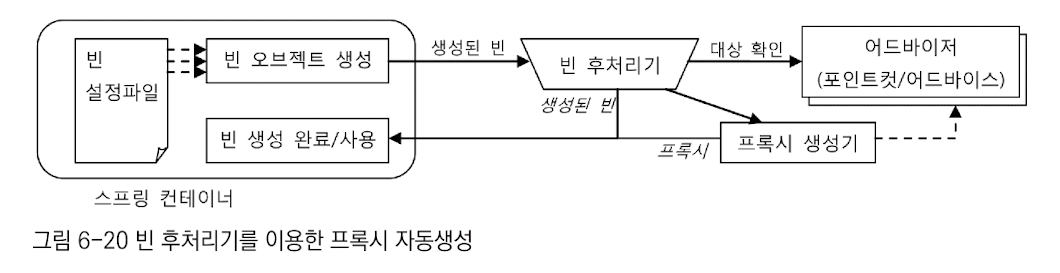 빈
설정파일
빈 오브젝트 생성
생성된 빈
빈 후처리기
대상 확인
어드바이저
(포인트컷/어드바이스)
생성된 빈
빈 생성 완료/사용
프록시
프록시 생성기
스프링 컨테이너
그림 6-20 빈 후처리기를 이용한 프록시 자동생성